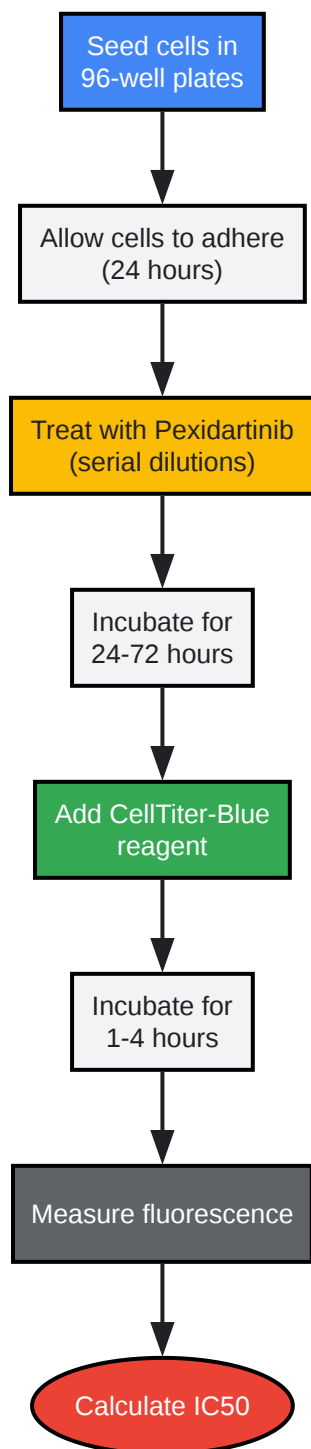 Seed cells in
96-well plates
Allow cells to adhere
(24 hours)
Treat with Pexidartinib
(serial dilutions)
Incubate for
24-72 hours
Add CellTiter-Blue
reagent
Incubate for
1-4 hours
Measure fluorescence
Calculate IC50